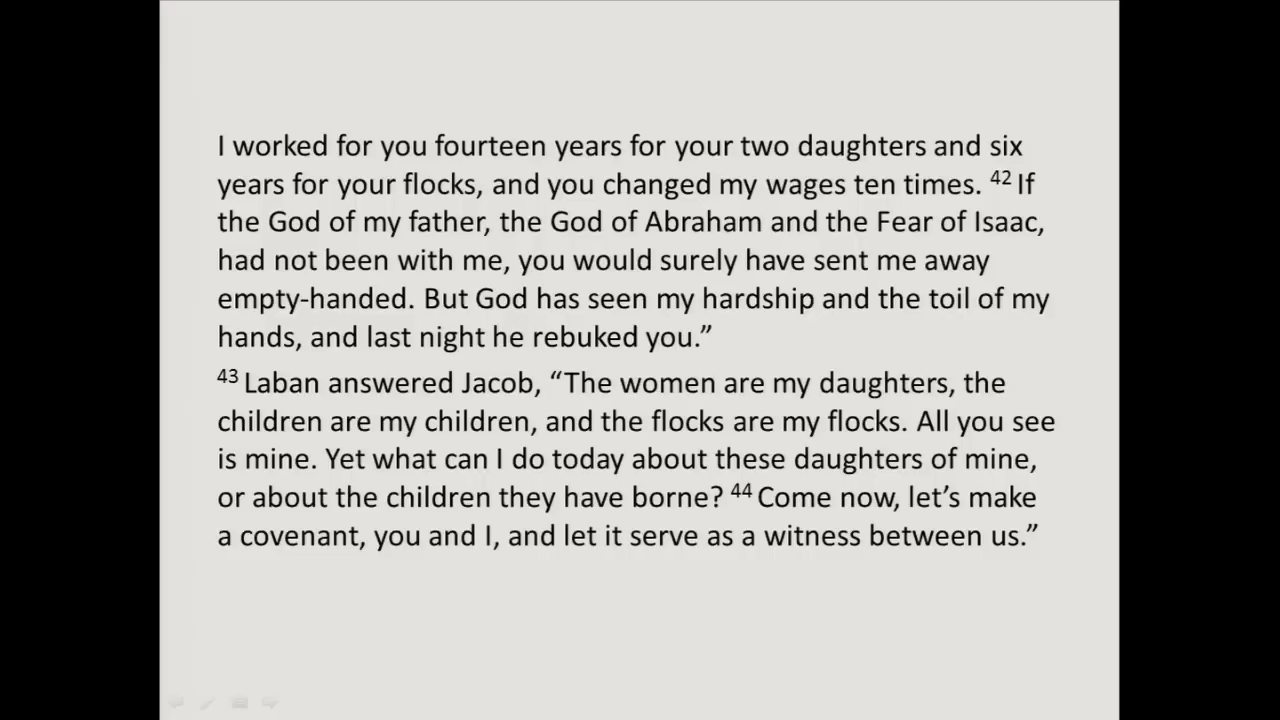 I worked for you fourteen years for your two daughters and six
years for your flocks, and you changed my wages ten times. 42 If
the God of my father, the God of Abraham and the Fear of Isaac,
had not been with me, you would surely have sent me away
empty-handed. But God has seen my hardship and the toil of my
hands, and last night he rebuked you.”
43 Laban answered Jacob, “The women are my daughters, the
children are my children, and the flocks are my flocks. All you see
is mine. Yet what can I do today about these daughters of mine,
or about the children they have borne? 44 Come now, let’s make
a covenant, you and I, and let it serve as a witness between us.”